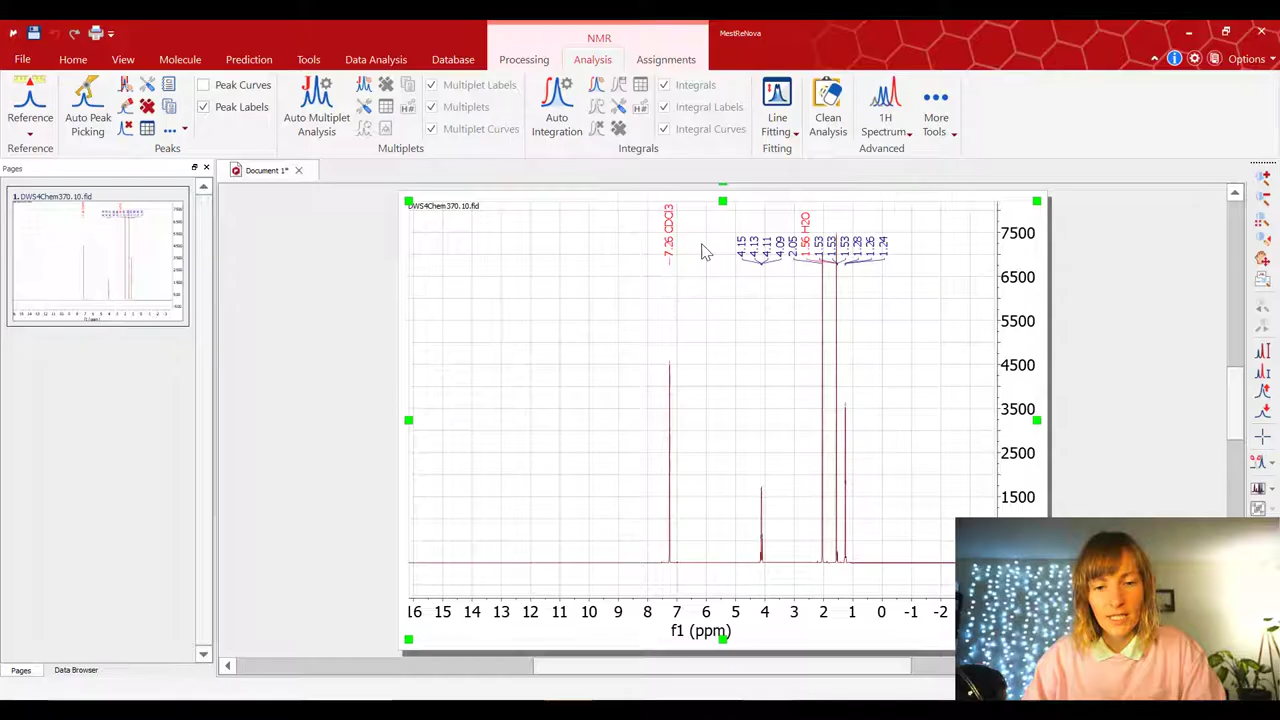 NMR
MestReNova
File
Home
View
Molecule
Prediction
Tools
Data Analysis
Database
Processing
Analysis
Assignments
Options
Reference
Reference
Auto Peak
Picking
Peak Curves
Peak Labels
Peaks
Auto Multiplet
Analysis
Multiplet Labels
Multiplets
Multiplet Curves
Multiplets
Auto
Integration
Integrals
Integral Labels
Integral Curves
Integrals
Line
Fitting
Fitting
Clean
Analysis
1H
Spectrum
More
Tools
Advanced
Pages
Document 1*
1. DWS4Chem370.10.fid
DWS4Chem370.10.fid
7.26 CDCl3
4.15
4.13
4.11
4.09
2.05
1.56 H2O
1.53
1.53
1.53
1.28
1.26
1.24
7500
6500
5500
4500
3500
2500
1500
16 15 14 13 12 11 10 9 8 7 6 5 4 3 2 1 0 -1 -2
f1 (ppm)
Pages
Data Browser